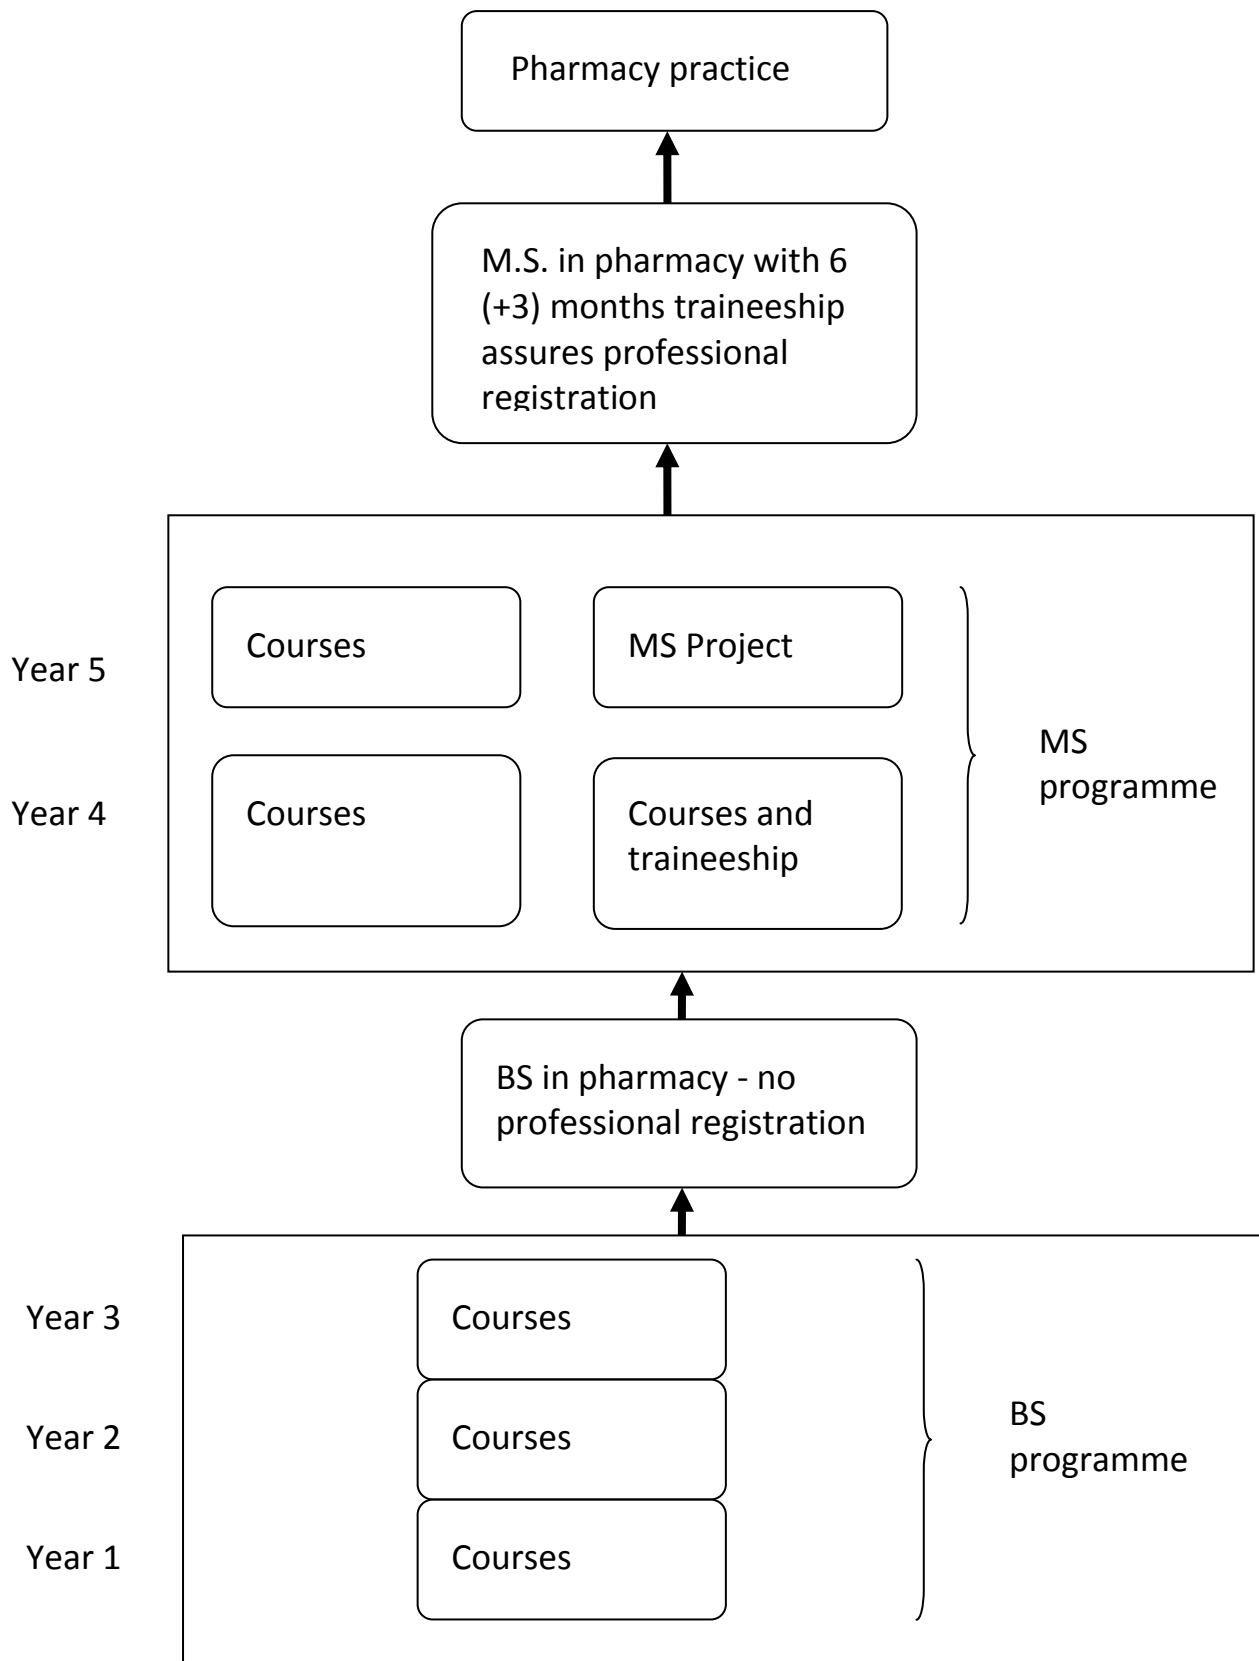 Pharmacy practice
M.S. in pharmacy with 6
(+3) months traineeship
assures professional
registration
Year 5
Courses
MS Project
MS
programme
Year 4
Courses
Courses and
traineeship
BS in pharmacy - no
professional registration
Year 3
Courses
Year 2
Courses
BS
programme
Year 1
Courses